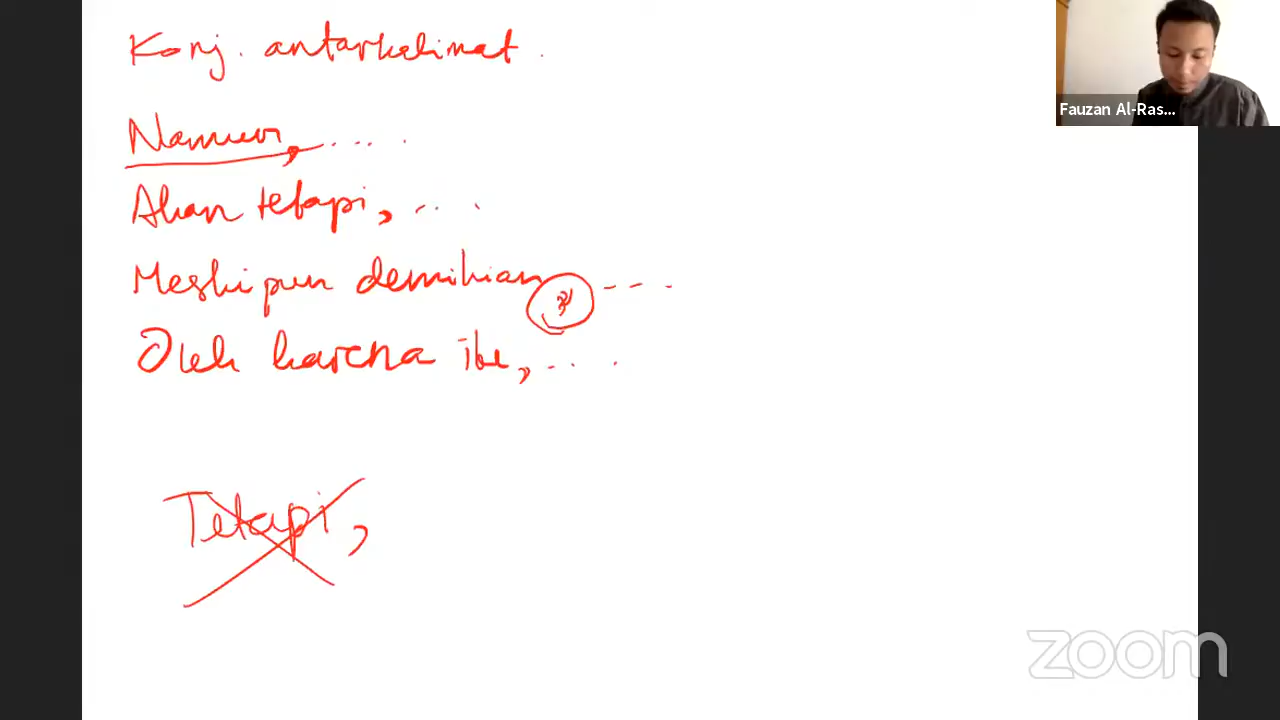 Konj. antarkalimat.
Fauzan Al-Ras...
Namun, ....
Akan tetapi, ...
Meskipun demikian, ....
Oleh karena itu, ....
Tetapi,
zoom